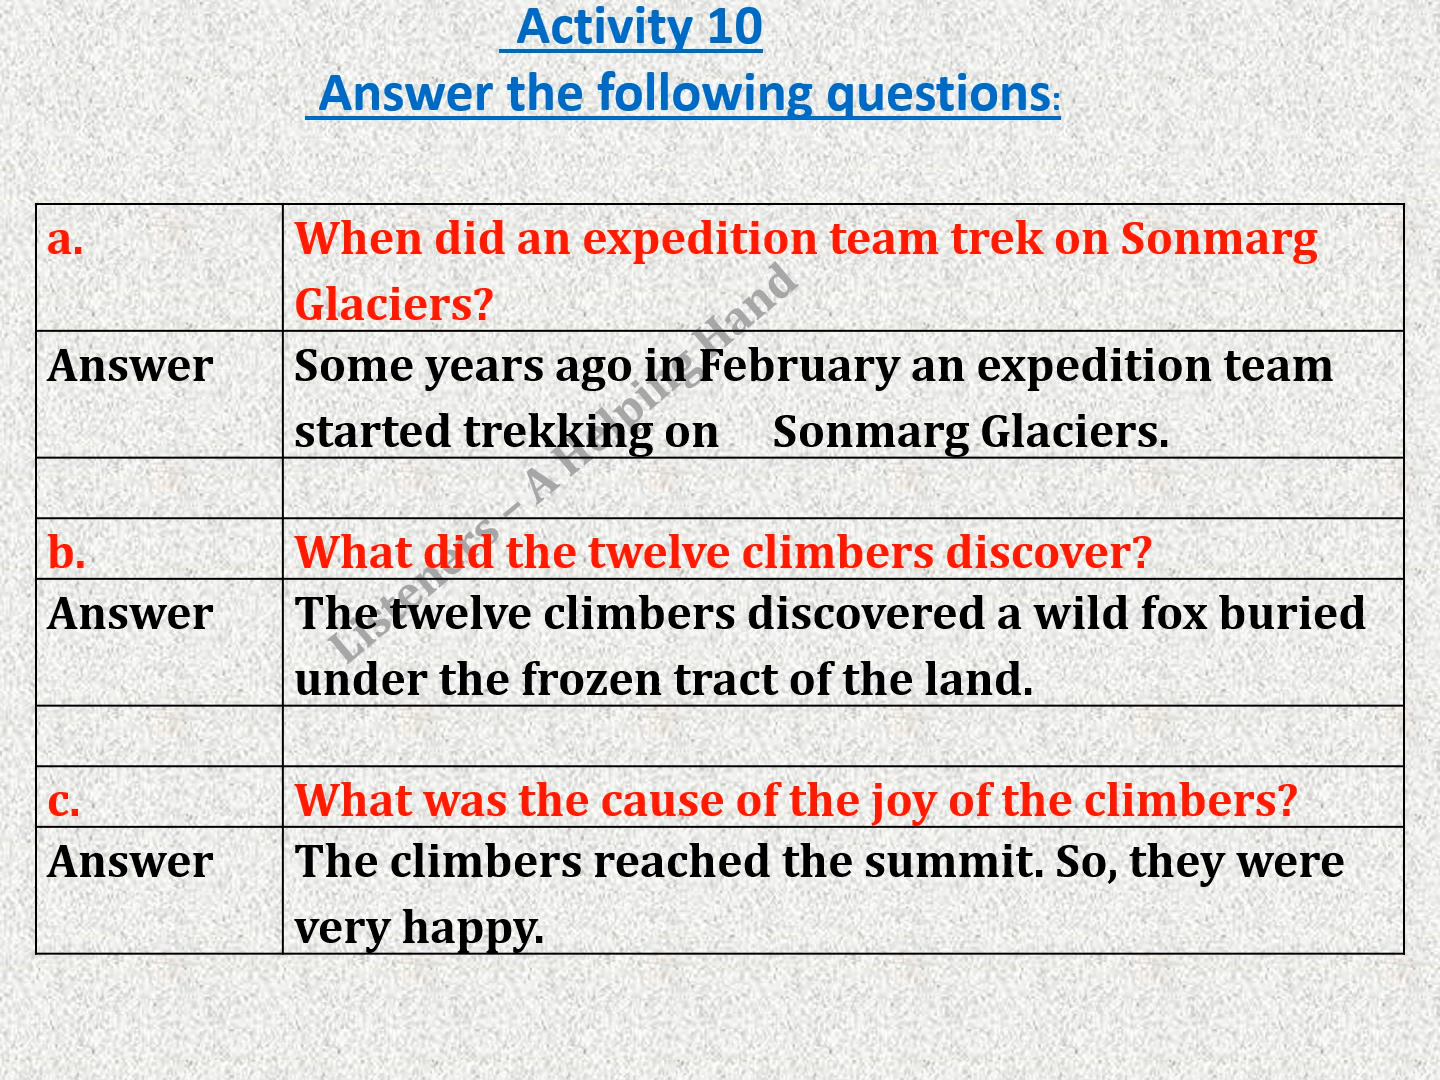 Activity 10
Answer the following questions:
a. When did an expedition team trek on Sonmarg
Glaciers?
Answer Some years ago in February an expedition team
started trekking on Sonmarg Glaciers.
b. What did the twelve climbers discover?
Answer The twelve climbers discovered a wild fox buried
under the frozen tract of the land.
c. What was the cause of the joy of the climbers?
Answer The climbers reached the summit. So, they were
very happy.
Listeners – A Helping Hand